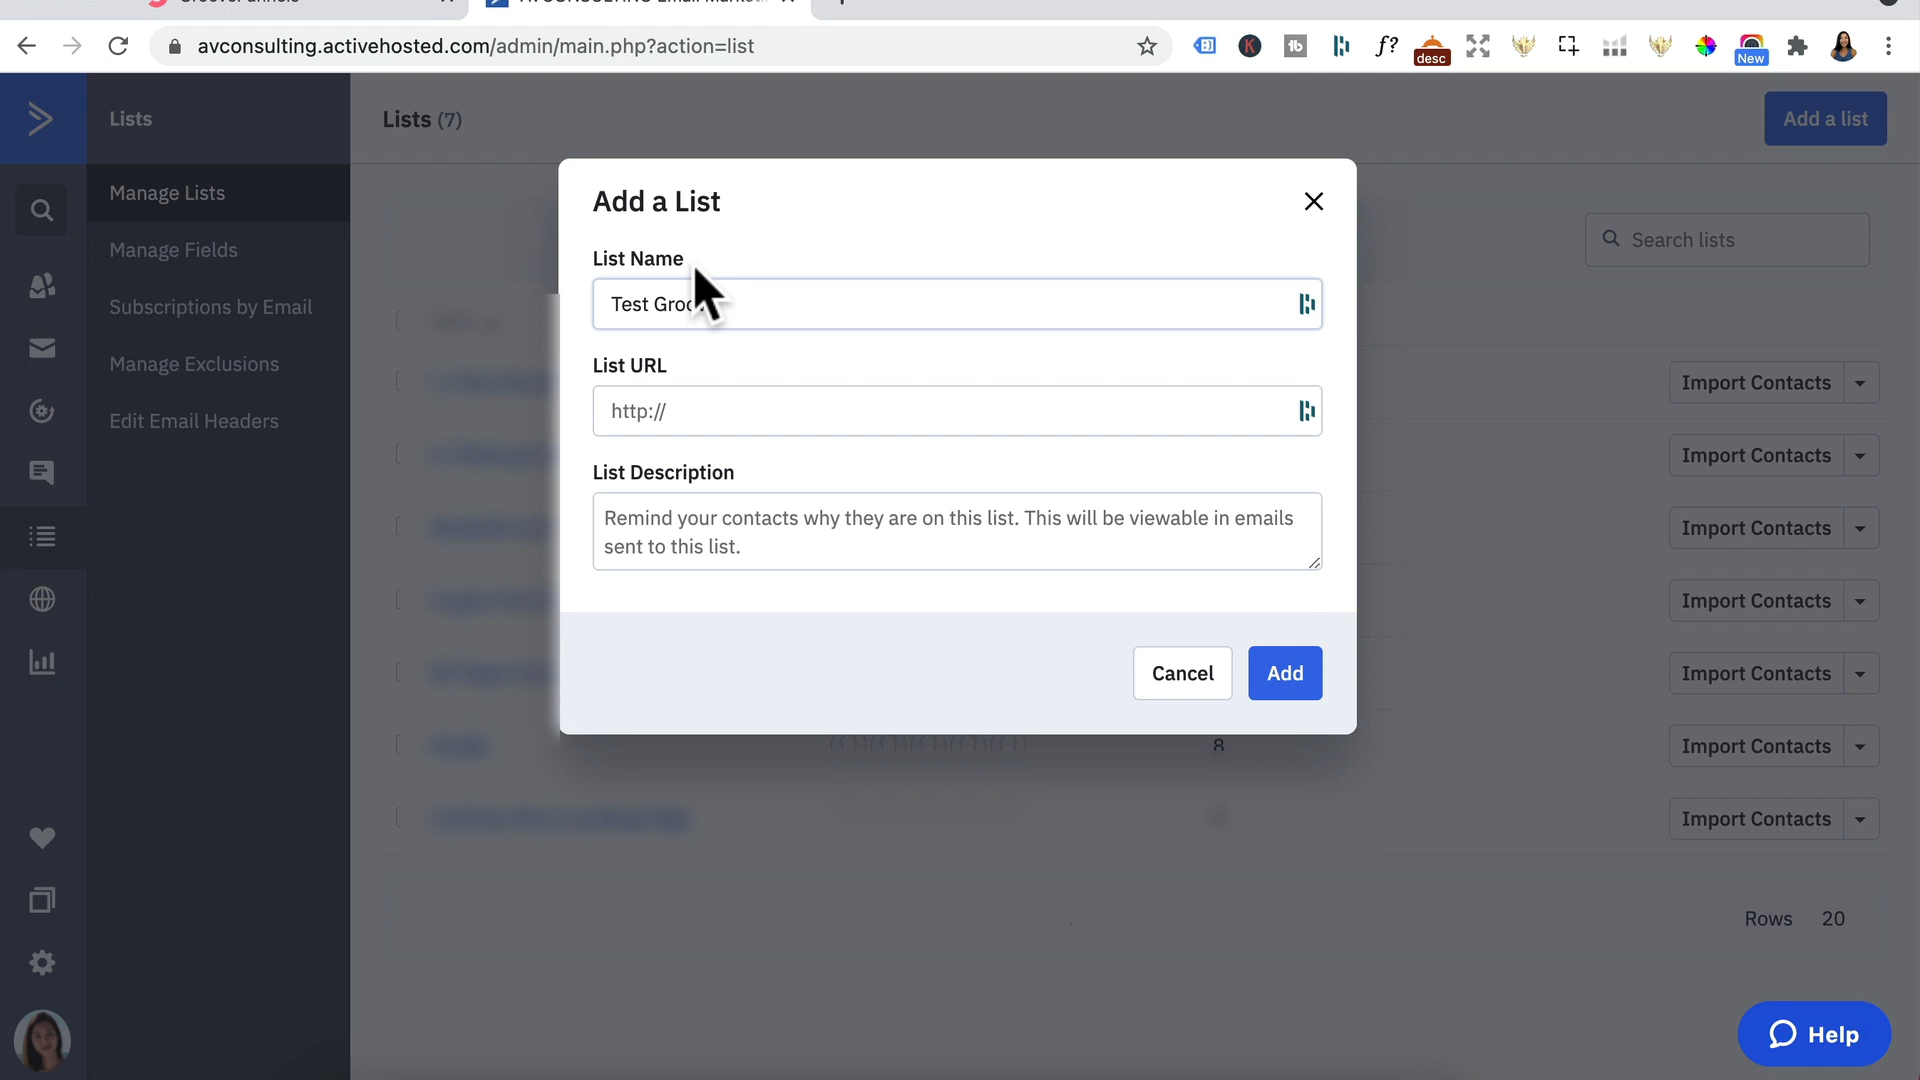 avconsulting.activehosted.com/admin/main.php?action=list
desc
New
Lists
Lists (7)
Add a list
Manage Lists
Manage Fields
Subscriptions by Email
Manage Exclusions
Edit Email Headers
Search lists
Add a List
List Name
Test
List URL
http://
List Description
Remind your contacts why they are on this list. This will be viewable in emails
sent to this list.
Cancel
Add
Import Contacts
Import Contacts
Import Contacts
Import Contacts
Import Contacts
8
Import Contacts
Import Contacts
Rows 20
Help